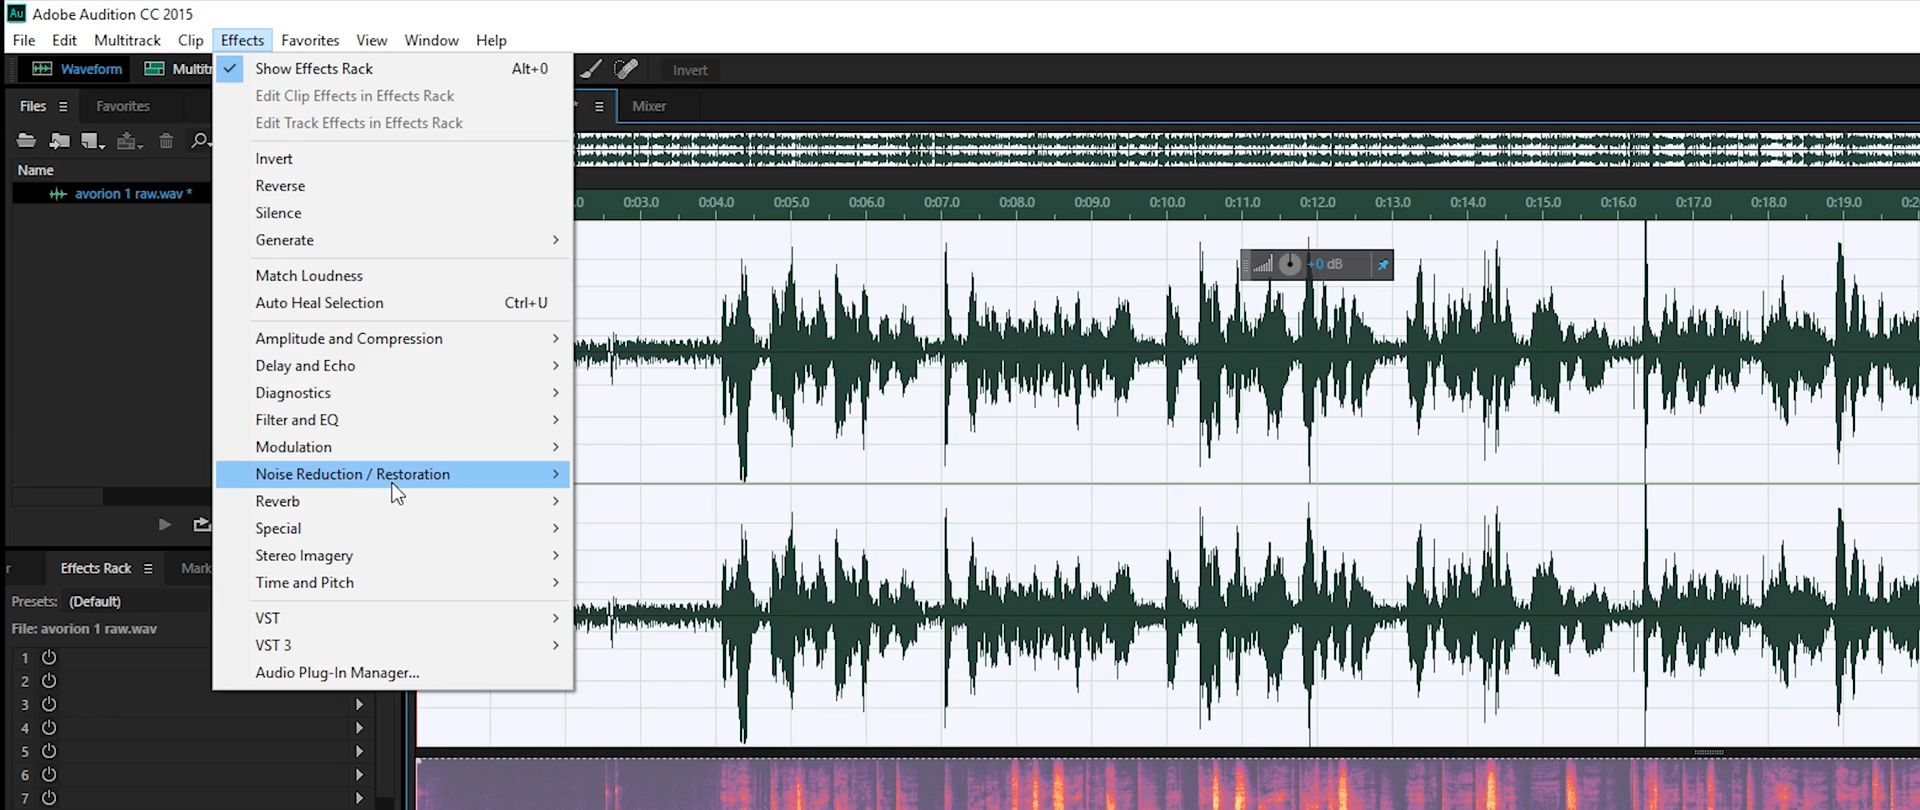 Au Adobe Audition CC 2015
File Edit Multitrack Clip Effects Favorites View Window Help
Waveform Multitr Invert
Files Favorites * Mixer
Name
avorion 1 raw.wav *
Show Effects Rack Alt+0
Edit Clip Effects in Effects Rack
Edit Track Effects in Effects Rack
Invert
Reverse
Silence
Generate
Match Loudness
Auto Heal Selection Ctrl+U
Amplitude and Compression
Delay and Echo
Diagnostics
Filter and EQ
Modulation
Noise Reduction / Restoration
Reverb
Special
Stereo Imagery
Time and Pitch
VST
VST 3
Audio Plug-In Manager...
.0 0:03.0 0:04.0 0:05.0 0:06.0 0:07.0 0:08.0 0:09.0 0:10.0 0:11.0 0:12.0 0:13.0 0:14.0 0:15.0 0:16.0 0:17.0 0:18.0 0:19.0 0:2
+0 dB
r Effects Rack Mark
Presets: (Default)
File: avorion 1 raw.wav
1
2
3
4
5
6
7